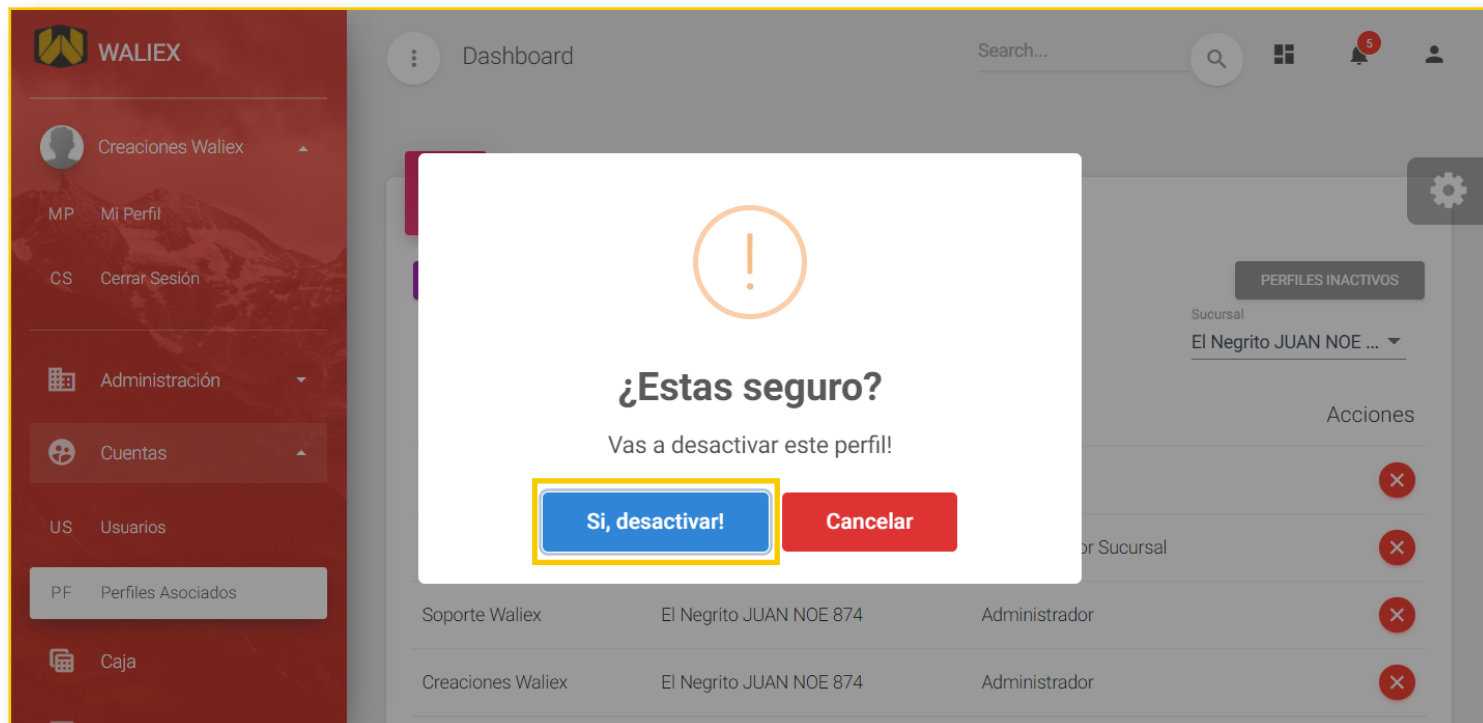 WALIEX
Dashboard
Search...
5
Creaciones Waliex
MP Mi Perfil
CS Cerrar Sesión
Administración
Cuentas
US Usuarios
PF Perfiles Asociados
Caja
PERFILES INACTIVOS
Sucursal
El Negrito JUAN NOE ...
Acciones
!
¿Estas seguro?
Vas a desactivar este perfil!
Si, desactivar!
Cancelar
or Sucursal
Soporte Waliex El Negrito JUAN NOE 874 Administrador
Creaciones Waliex El Negrito JUAN NOE 874 Administrador